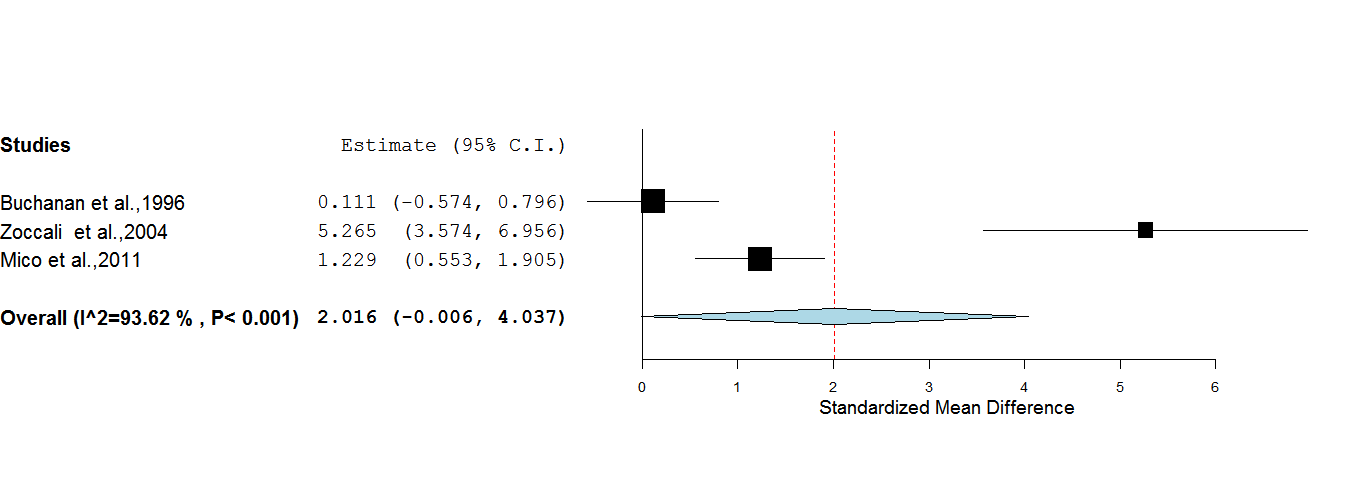 Studies Estimate (95% C.I.)
Buchanan et al.,1996 0.111 (-0.574, 0.796)
Zoccali  et al.,2004 5.265  (3.574, 6.956)
Mico et al.,2011 1.229  (0.553, 1.905)
Overall (I^2=93.62 % , P< 0.001) 2.016 (-0.006, 4.037)
0 1 2 3 4 5 6
Standardized Mean Difference